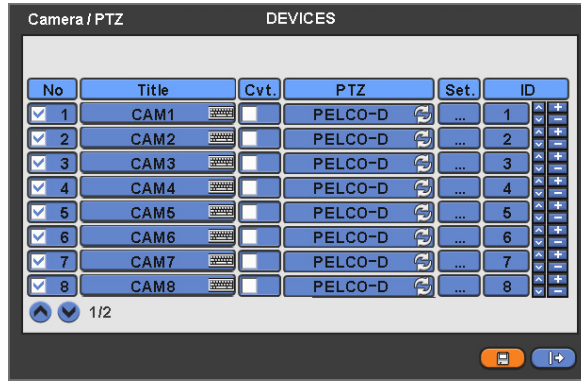 Camera / PTZ DEVICES
No Title Cvt. PTZ Set. ID
1 CAM1 PELCO-D ... 1
2 CAM2 PELCO-D ... 2
3 CAM3 PELCO-D ... 3
4 CAM4 PELCO-D ... 4
5 CAM5 PELCO-D ... 5
6 CAM6 PELCO-D ... 6
7 CAM7 PELCO-D ... 7
8 CAM8 PELCO-D ... 8
1/2